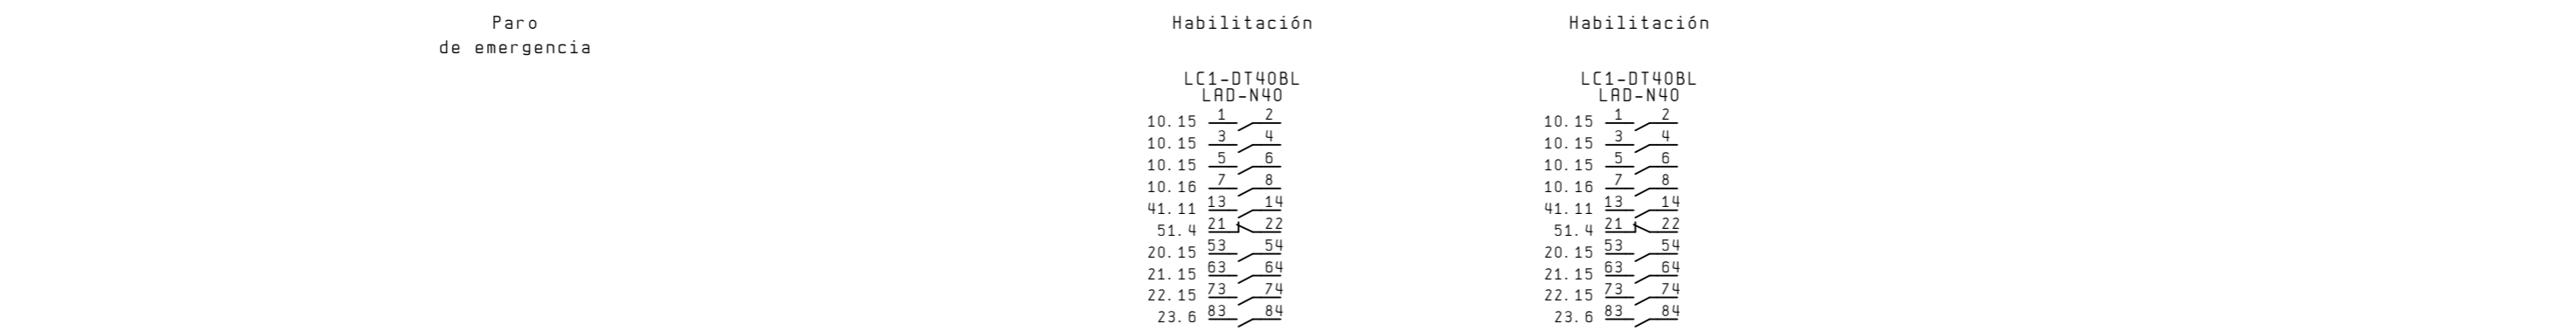 Paro
de emergencia
Habilitación
LC1-DT40BL
LAD-N40
10.15 1 2
10.15 3 4
10.15 5 6
10.16 7 8
41.11 13 14
51.4 21 22
20.15 53 54
21.15 63 64
22.15 73 74
23.6 83 84
Habilitación
LC1-DT40BL
LAD-N40
10.15 1 2
10.15 3 4
10.15 5 6
10.16 7 8
41.11 13 14
51.4 21 22
20.15 53 54
21.15 63 64
22.15 73 74
23.6 83 84